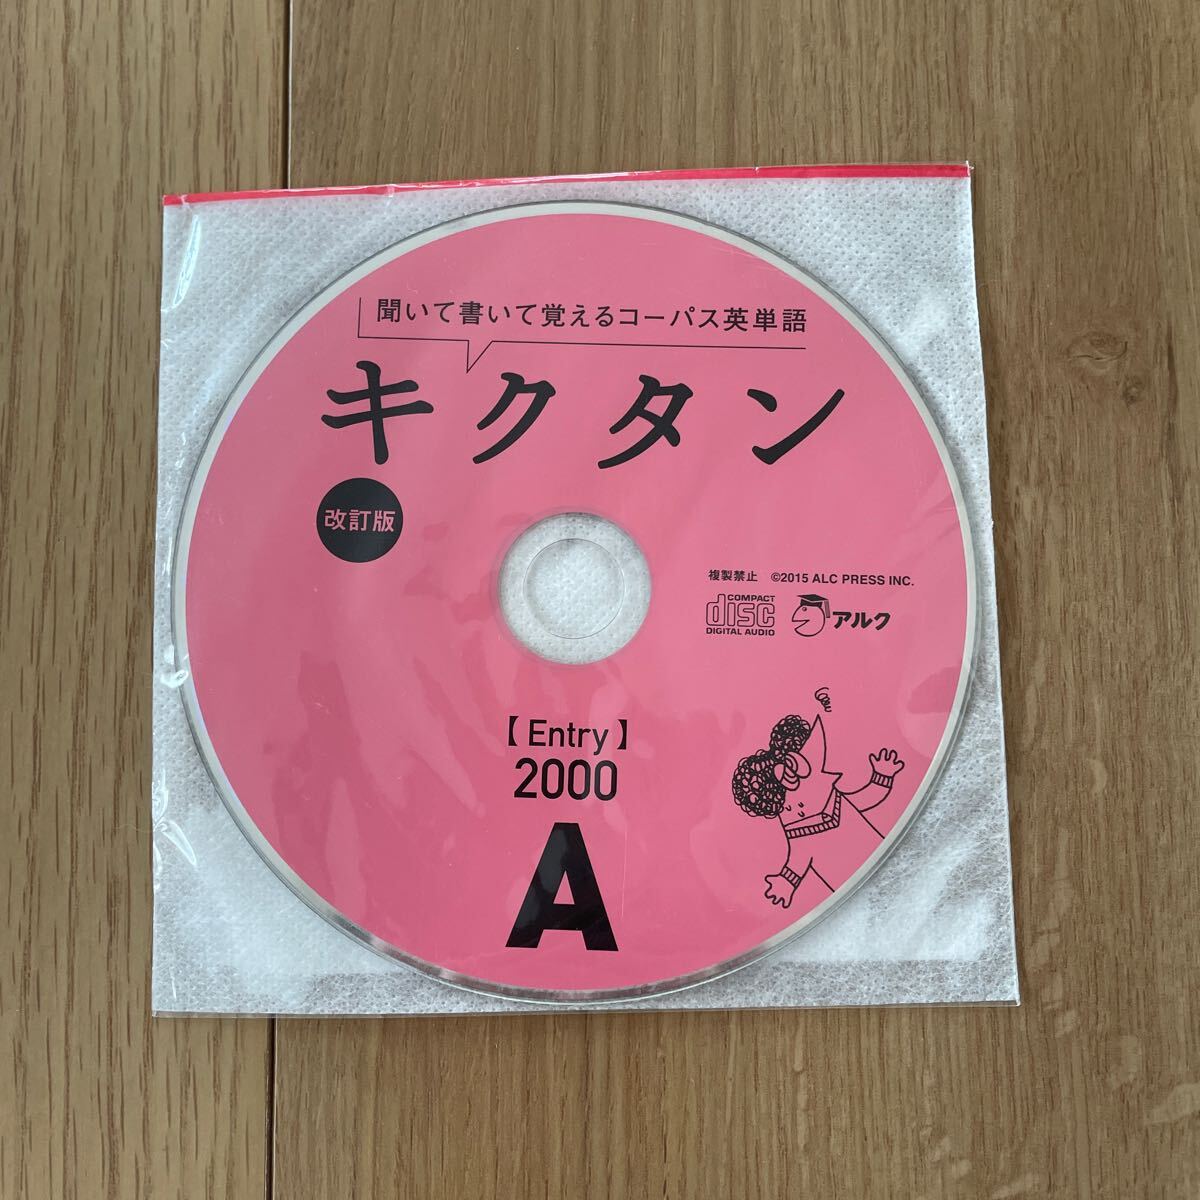 聞いて書いて覚えるコーパス英単語
キクタン
改訂版
複製禁止 ©2015 ALC PRESS INC.
COMPACT
disc
DIGITAL AUDIO
アルク
【Entry】
2000
A